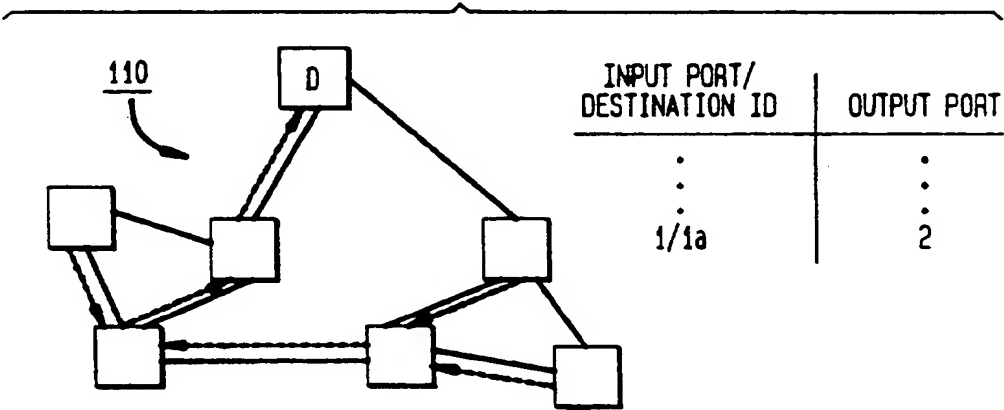 110
D
INPUT PORT/
DESTINATION ID
OUTPUT PORT
1/1a
2